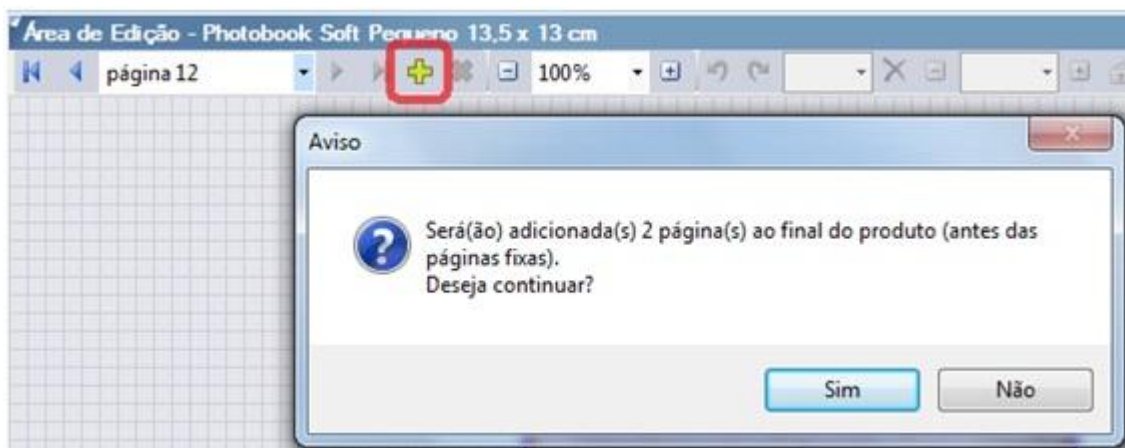 Área de Edição - Photobook Soft Pequeno 13,5 x 13 cm
página 12
100%
Aviso
Será(ão) adicionada(s) 2 página(s) ao final do produto (antes das
páginas fixas).
Deseja continuar?
Sim
Não